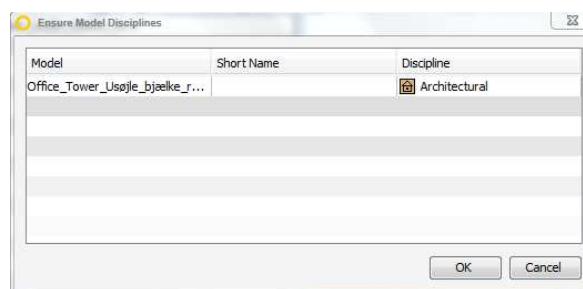 Ensure Model Disciplines
Model Short Name Discipline
Office_Tower_Usøjle_bjælke_r... Architectural
OK Cancel